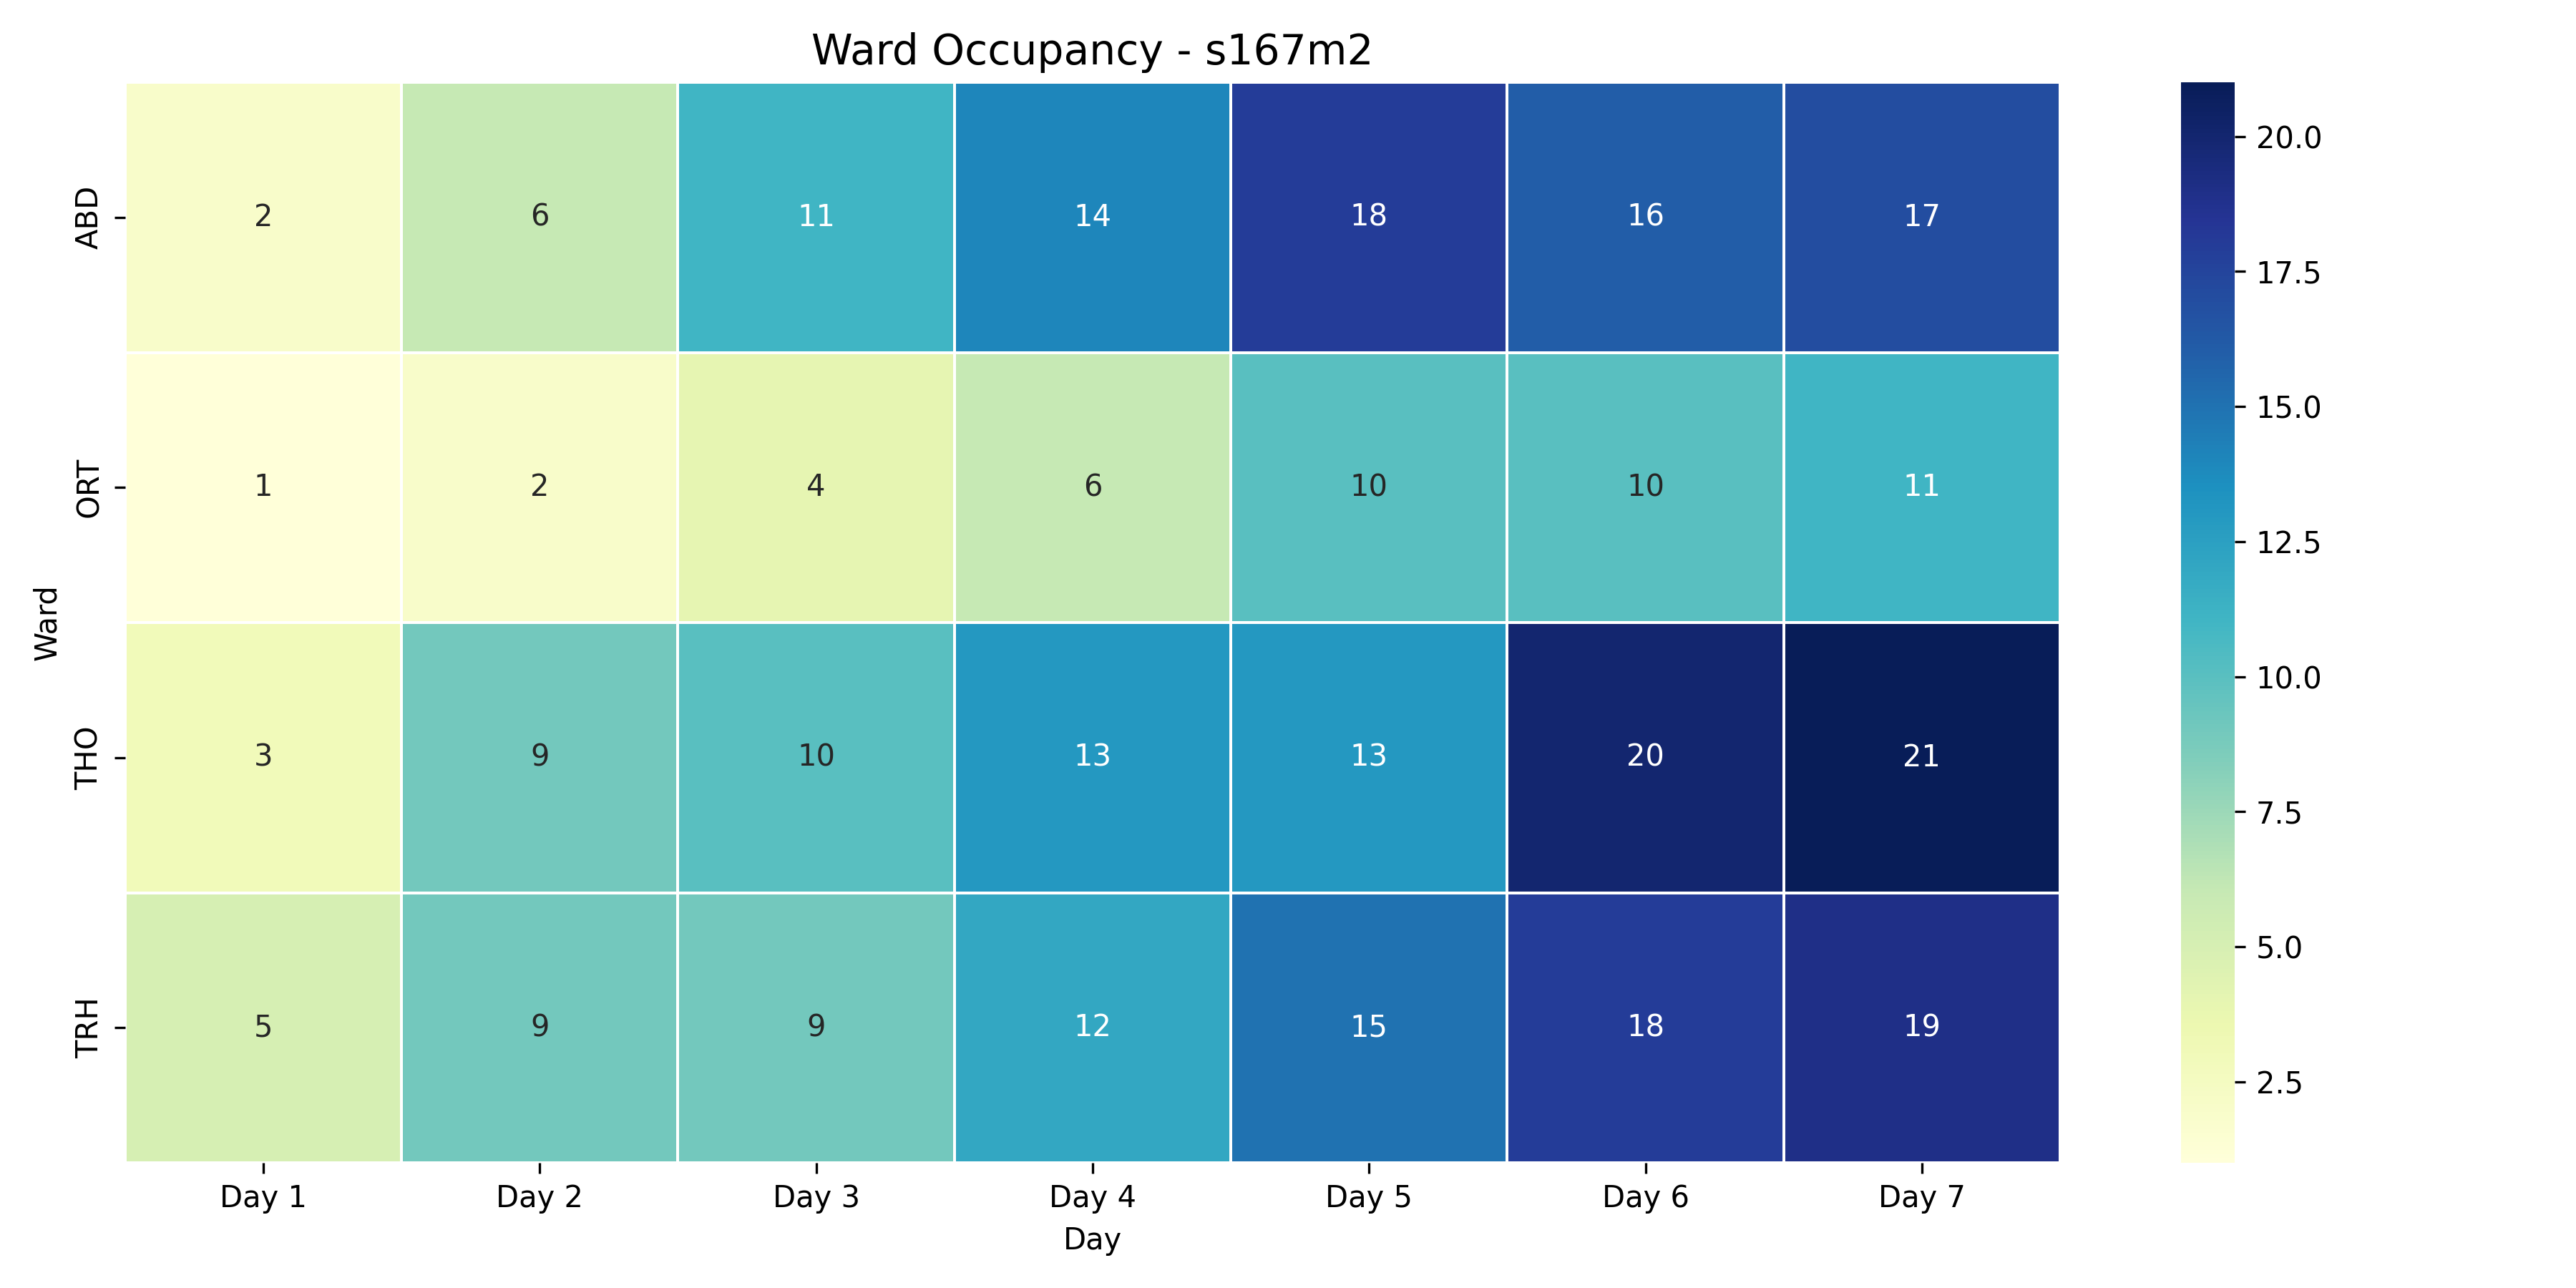 Ward Occupancy - s167m2
Ward
ABD 2 6 11 14 18 16 17
ORT 1 2 4 6 10 10 11
THO 3 9 10 13 13 20 21
TRH 5 9 9 12 15 18 19
Day 1 Day 2 Day 3 Day 4 Day 5 Day 6 Day 7
Day
20.0
17.5
15.0
12.5
10.0
7.5
5.0
2.5